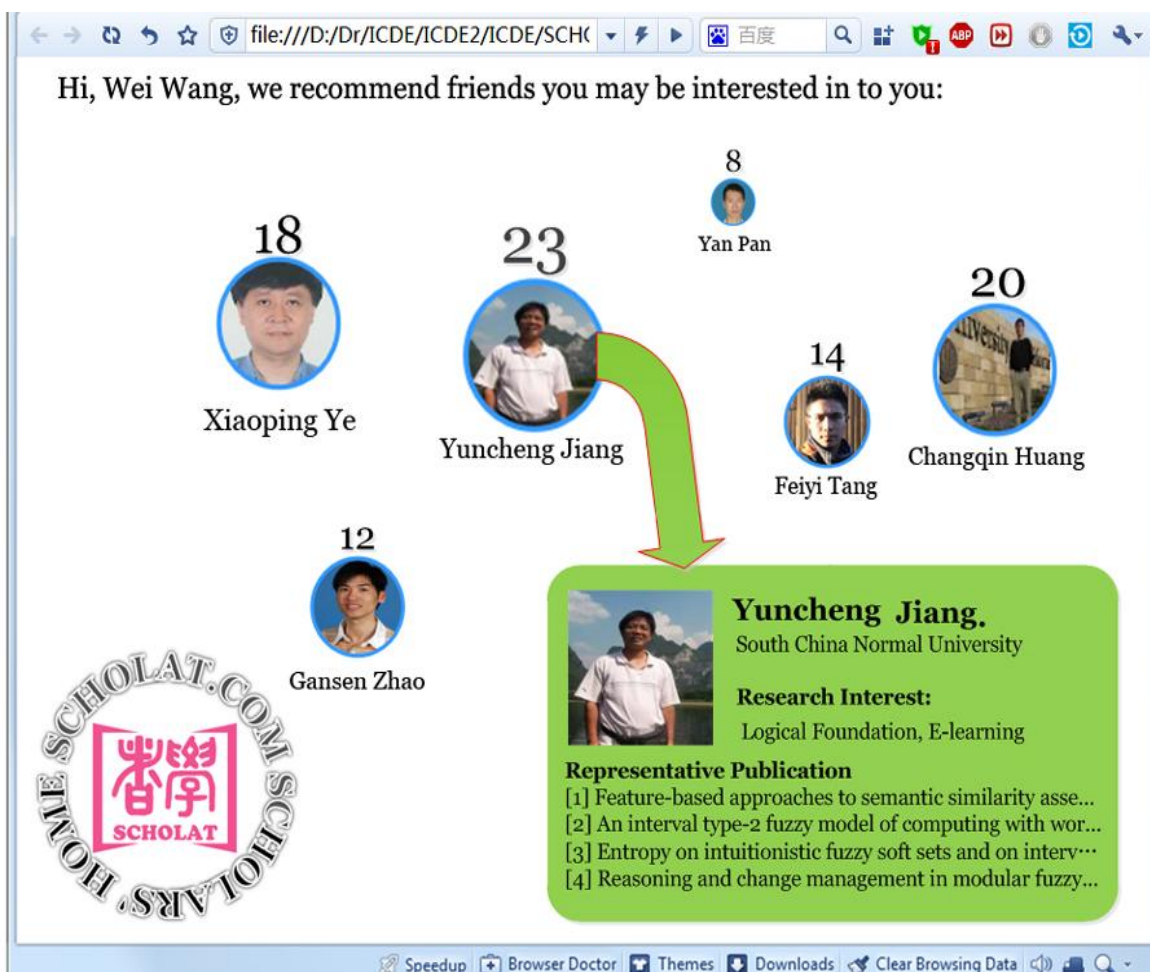 file:///D:/Dr/ICDE/ICDE2/ICDE/SCH(
百度
ABP
Hi, Wei Wang, we recommend friends you may be interested in to you:
8
Yan Pan
18
Xiaoping Ye
23
Yuncheng Jiang
20
Changqin Huang
14
Feiyi Tang
12
Gansen Zhao
Yuncheng Jiang.
South China Normal University
Research Interest:
Logical Foundation, E-learning
Representative Publication
[1] Feature-based approaches to semantic similarity asse...
[2] An interval type-2 fuzzy model of computing with wor...
[3] Entropy on intuitionistic fuzzy soft sets and on interv···
[4] Reasoning and change management in modular fuzzy...
SCHOLAT.COM SCHOLARS' HOME
SCHOLAT
Speedup Browser Doctor Themes Downloads Clear Browsing Data